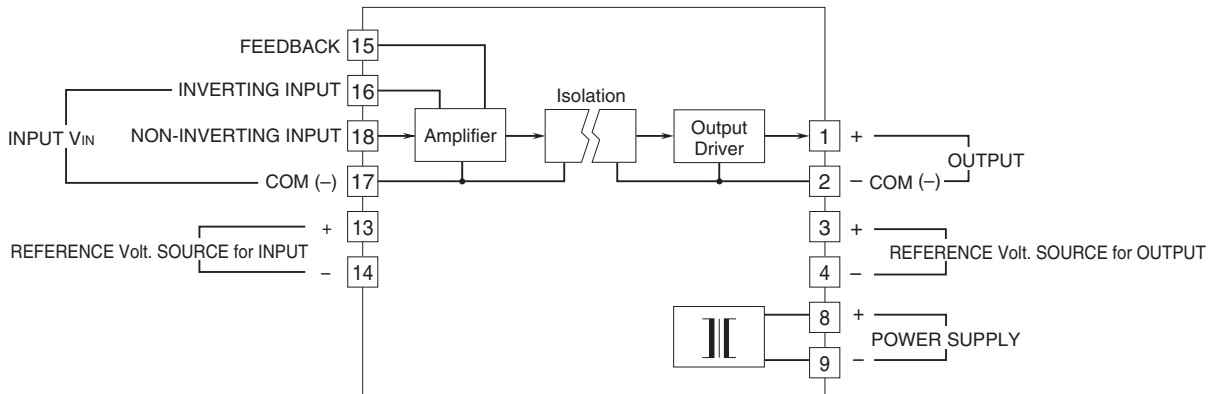 FEEDBACK 15
INVERTING INPUT 16
Isolation
INPUT VIN
NON-INVERTING INPUT 18 Amplifier Output Driver 1 +
OUTPUT
COM (–) 17 2 – COM (–)
+ 13 3 +
REFERENCE Volt. SOURCE for INPUT REFERENCE Volt. SOURCE for OUTPUT
– 14 4 –
8 +
POWER SUPPLY
9 –